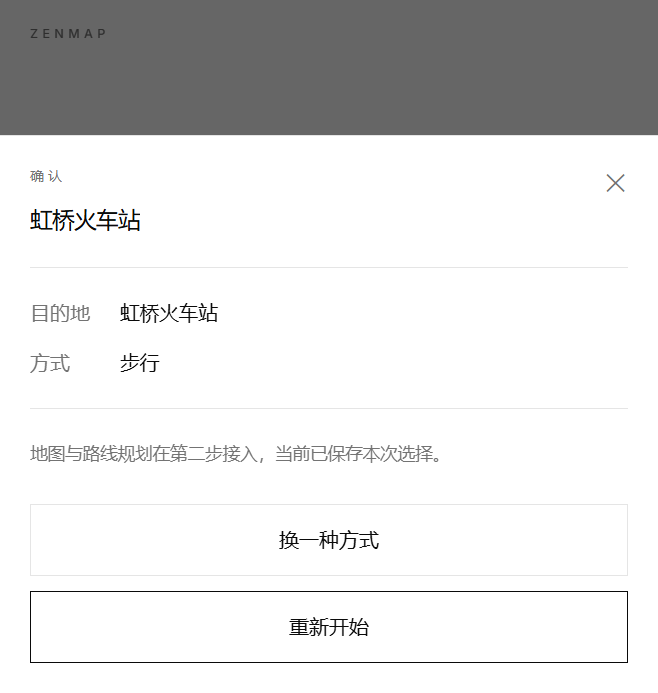 ZENMAP
确认
虹桥火车站
目的地 虹桥火车站
方式 步行
地图与路线规划在第二步接入，当前已保存本次选择。
换一种方式
重新开始